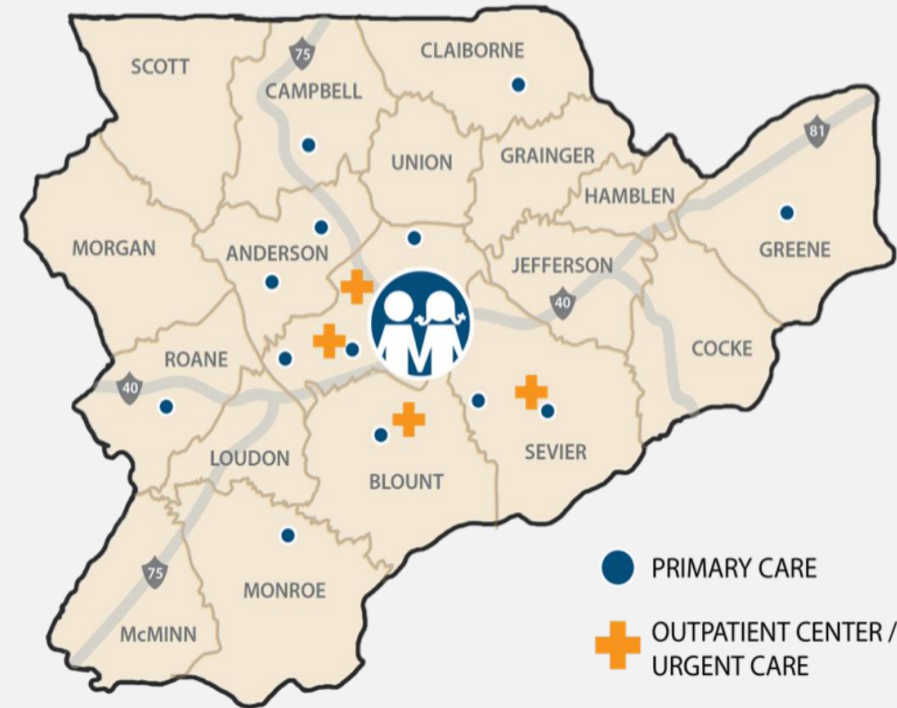 75
CLAIBORNE
SCOTT
CAMPBELL
81
UNION
GRAINGER
HAMBLEN
MORGAN
ANDERSON
JEFFERSON
GREENE
40
ROANE
COCKE
40
LOUDON
SEVIER
BLOUNT
75
MONROE
McMINN
PRIMARY CARE
OUTPATIENT CENTER /
URGENT CARE